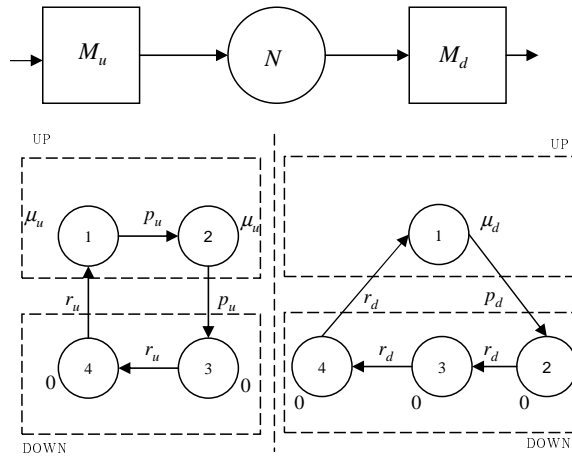 M_u N M_d
UP UP
μ_u 1 p_u 2 μ_u 1 μ_d
r_u p_u r_d p_d
0 4 r_u 3 0 4 r_d 3 r_d 2
0 0 0
DOWN DOWN